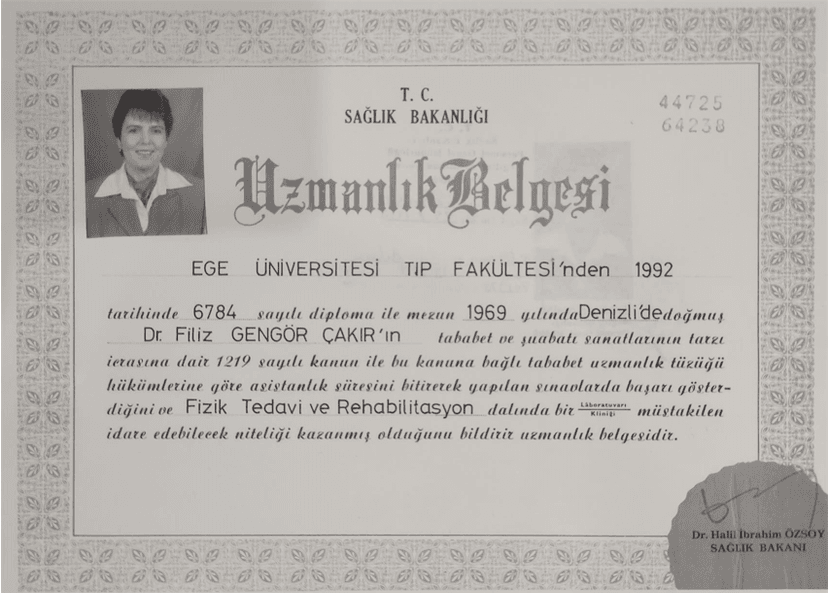 T. C.
SAĞLIK BAKANLIĞI
44725
64238
Uzmanlık Belgesi
EGE ÜNİVERSİTESİ TIP FAKÜLTESİ'nden 1992
tarihinde 6784 sayılı diploma ile mezun 1969 yılında Denizli'de doğmuş
Dr. Filiz GENGÖR ÇAKIR'ın tababet ve şuabatı sanatlarının tarzı
icrasına dair 1219 sayılı kanun ile bu kanuna bağlı tababet uzmanlık tüzüğü
hükümlerine göre asistanlık süresini bitirerek yapılan sınavlarda başarı göster-
diğini ve Fizik Tedavi ve Rehabilitasyon dalında bir Lâboratuvarı Kliniği müstakilen
idare edebilecek niteliği kazanmış olduğunu bildirir uzmanlık belgesidir.
Dr. Halil İbrahim ÖZSOY
SAĞLIK BAKANI